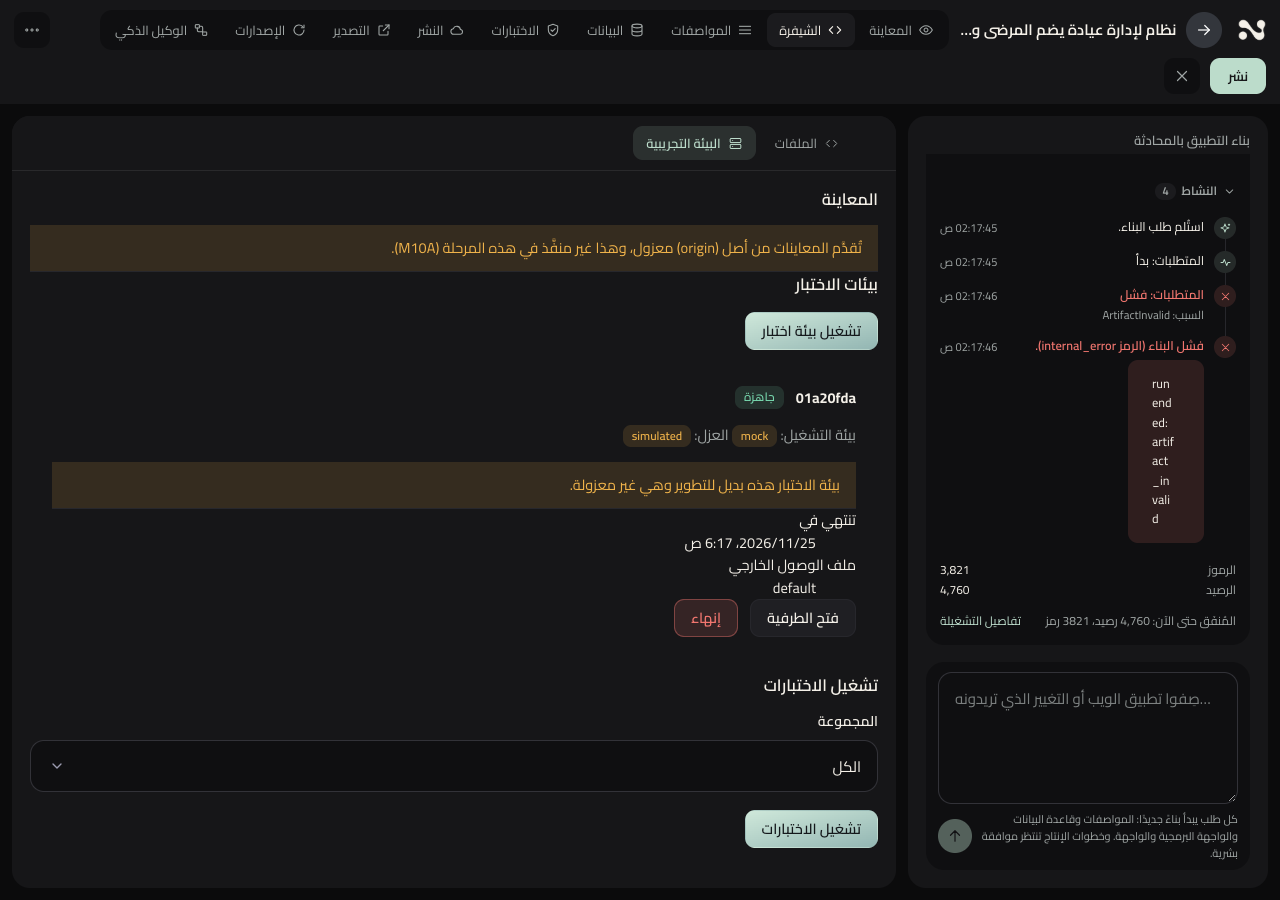 نظام لإدارة عيادة يضم المرضى و...
المعاينة
الشيفرة
المواصفات
البيانات
الاختبارات
النشر
التصدير
الإصدارات
الوكيل الذكي
نشر
بناء التطبيق بالمحادثة
النشاط 4
استُلم طلب البناء. 02:17:45 ص
المتطلبات: بدأ 02:17:45 ص
المتطلبات: فشل 02:17:46 ص
السبب: ArtifactInvalid
فشل البناء (الرمز internal_error). 02:17:46 ص
run
end
ed:
artif
act
_in
vali
d
الرموز 3,821
الرصيد 4,760
المُنفَق حتى الآن: 4,760 رصيد، 3821 رمز تفاصيل التشغيلة
صِفوا تطبيق الويب أو التغيير الذي تريدونه...
كل طلب يبدأ بناءً جديدًا: المواصفات وقاعدة البيانات
والواجهة البرمجية والواجهة. وخطوات الإنتاج تنتظر موافقة
بشرية.
الملفات
البيئة التجريبية
المعاينة
تُقدَّم المعاينات من أصل (origin) معزول، وهذا غير منفَّذ في هذه المرحلة (M10A).
بيئات الاختبار
تشغيل بيئة اختبار
01a20fda جاهزة
بيئة التشغيل: mock العزل: simulated
بيئة الاختبار هذه بديل للتطوير وهي غير معزولة.
تنتهي في
2026/11/25، 6:17 ص
ملف الوصول الخارجي
default
فتح الطرفية
إنهاء
تشغيل الاختبارات
المجموعة
الكل
تشغيل الاختبارات